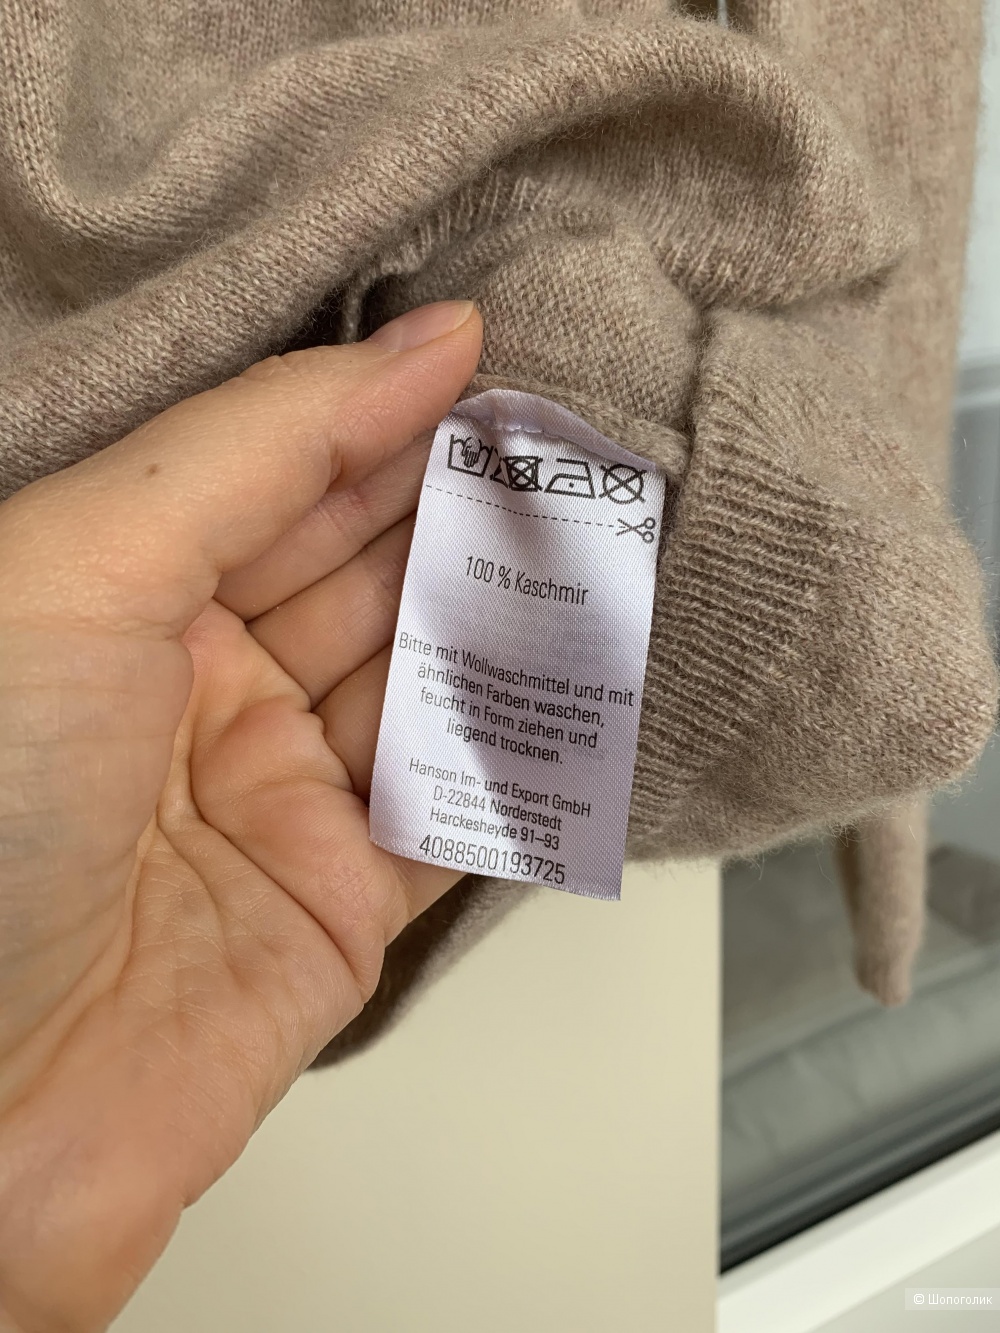 100 % Kaschmir
Bitte mit Wollwaschmittel und mit
ähnlichen Farben waschen,
feucht in Form ziehen und
liegend trocknen.
Hanson Im- und Export GmbH
D-22844 Norderstedt
Harckesheyde 91–93
4088500193725
© Шопоголик